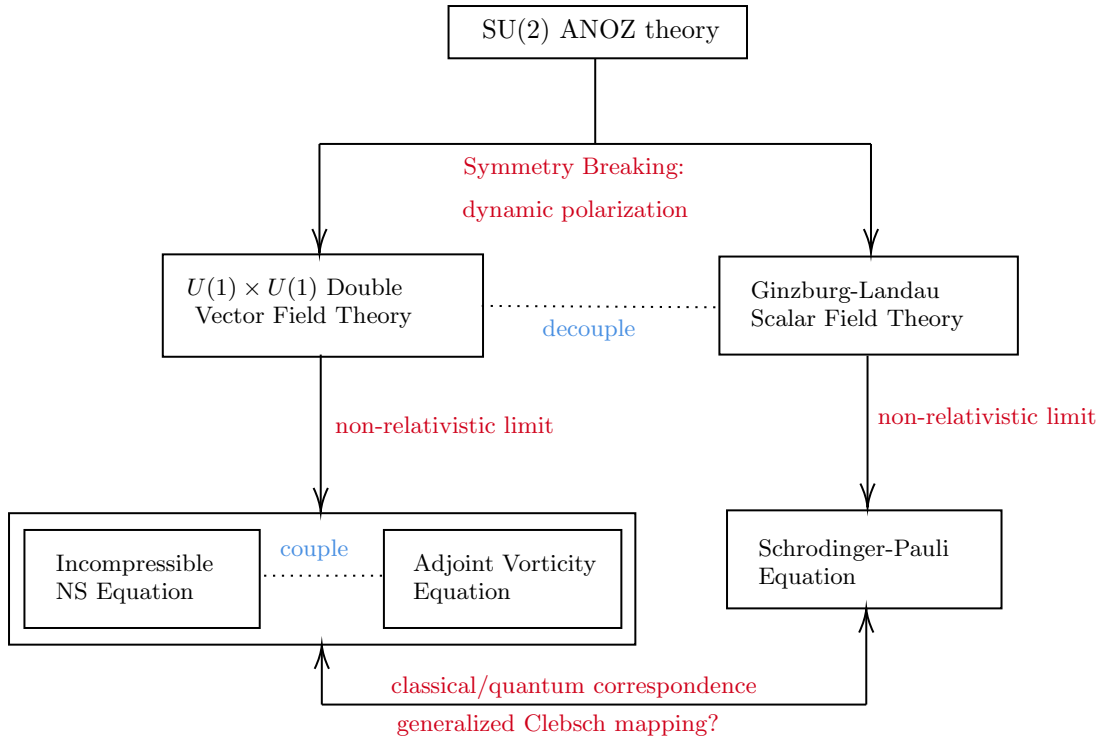 SU(2) ANOZ theory
Symmetry Breaking:
dynamic polarization
U(1) × U(1) Double
Vector Field Theory
decouple
Ginzburg-Landau
Scalar Field Theory
non-relativistic limit
non-relativistic limit
Incompressible
NS Equation
couple
Adjoint Vorticity
Equation
Schrodinger-Pauli
Equation
classical/quantum correspondence
generalized Clebsch mapping?